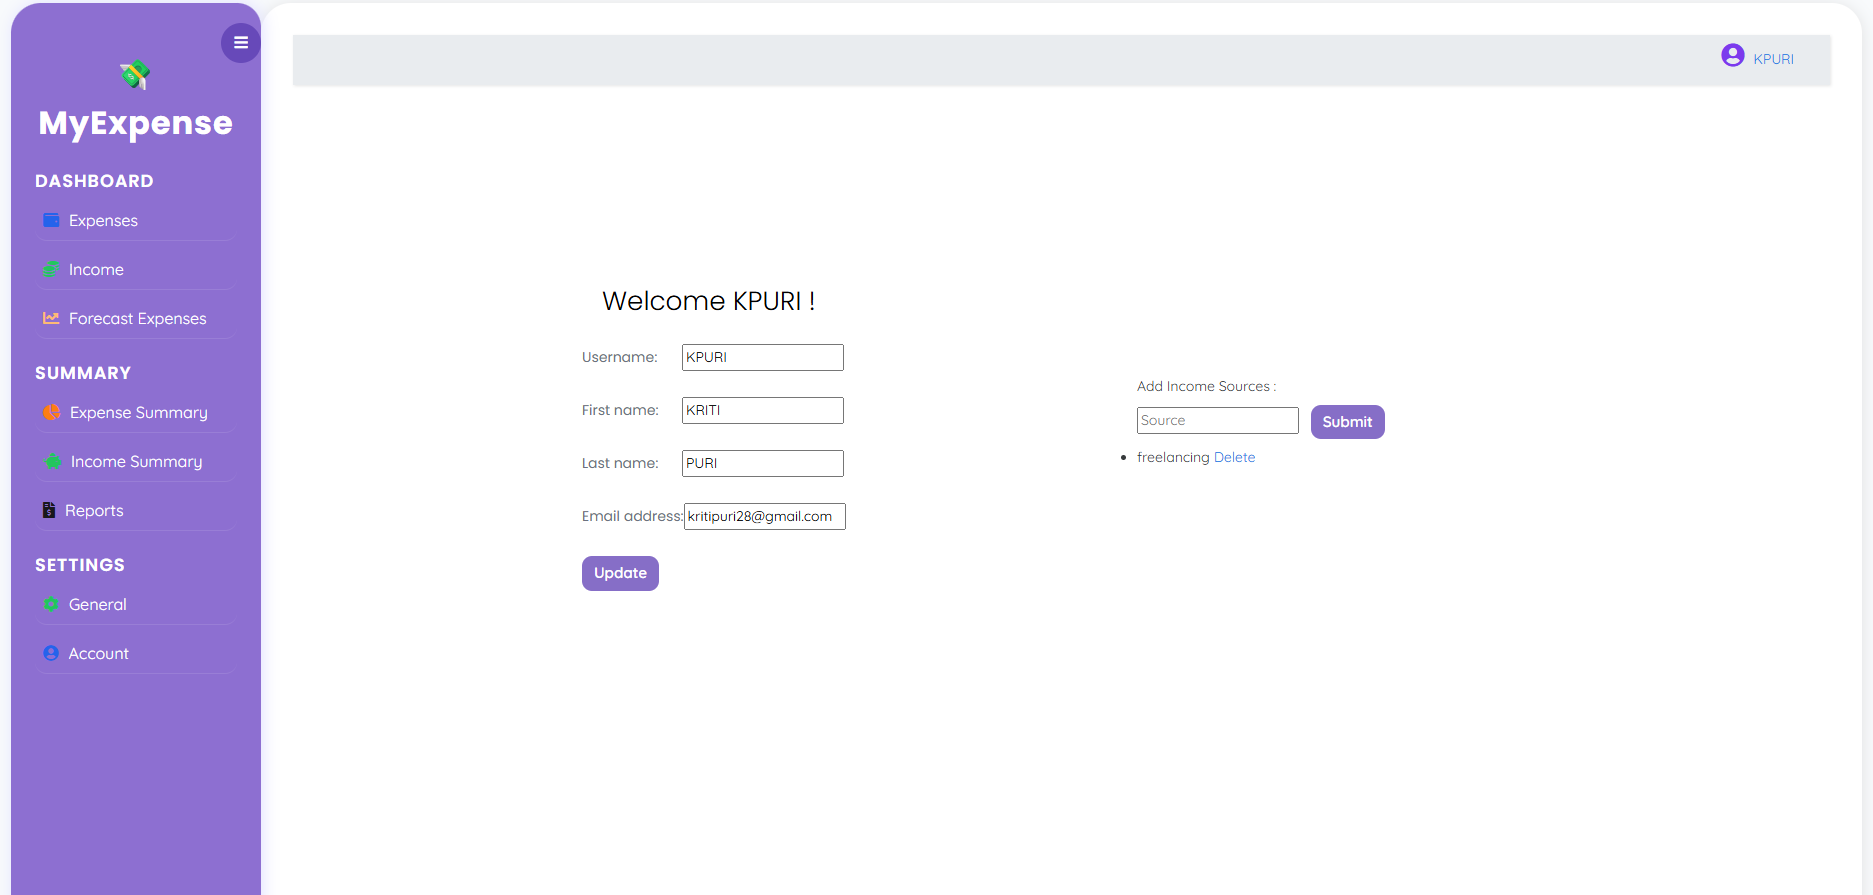 MyExpense
DASHBOARD
Expenses
Income
Forecast Expenses
SUMMARY
Expense Summary
Income Summary
Reports
SETTINGS
General
Account
KPURI
Welcome KPURI !
Username: KPURI
First name: KRITI
Last name: PURI
Email address: kritipuri28@gmail.com
Update
Add Income Sources :
Source Submit
freelancing Delete